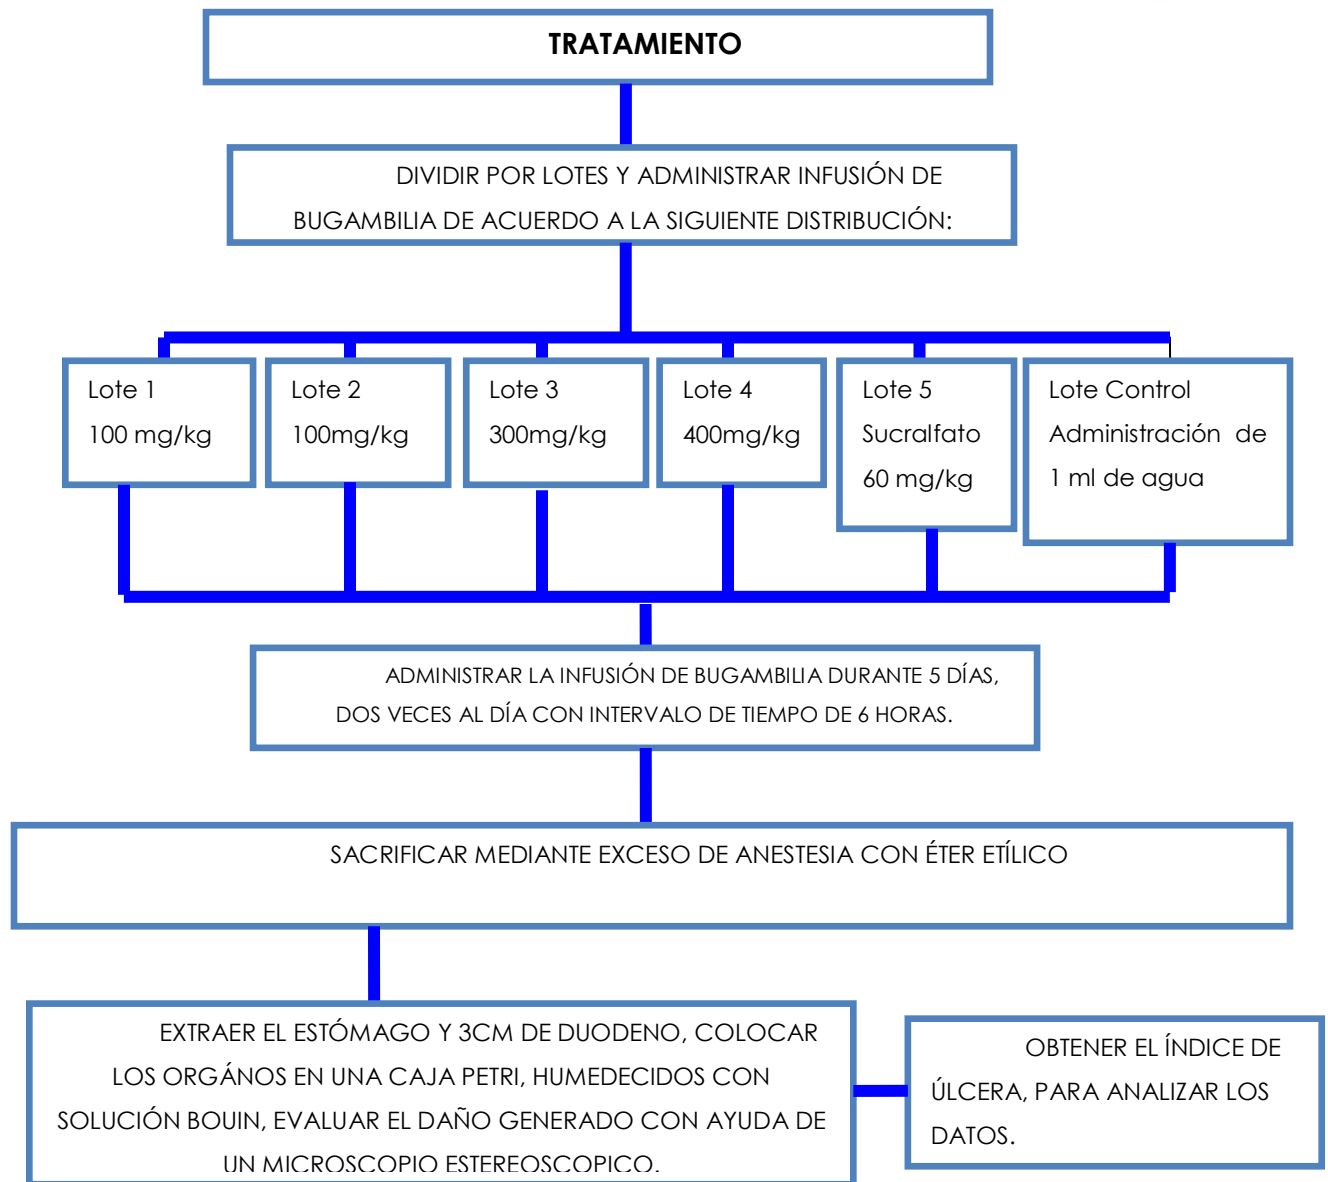 TRATAMIENTO
DIVIDIR POR LOTES Y ADMINISTRAR INFUSIÓN DE
BUGAMBILIA DE ACUERDO A LA SIGUIENTE DISTRIBUCIÓN:
Lote 1
100 mg/kg
Lote 2
100mg/kg
Lote 3
300mg/kg
Lote 4
400mg/kg
Lote 5
Sucralfato
60 mg/kg
Lote Control
Administración de
1 ml de agua
ADMINISTRAR LA INFUSIÓN DE BUGAMBILIA DURANTE 5 DÍAS,
DOS VECES AL DÍA CON INTERVALO DE TIEMPO DE 6 HORAS.
SACRIFICAR MEDIANTE EXCESO DE ANESTESIA CON ÉTER ETÍLICO
EXTRAER EL ESTÓMAGO Y 3CM DE DUODENO, COLOCAR
LOS ORGÁNOS EN UNA CAJA PETRI, HUMEDECIDOS CON
SOLUCIÓN BOUIN, EVALUAR EL DAÑO GENERADO CON AYUDA DE
UN MICROSCOPIO ESTEREOSCOPICO.
OBTENER EL ÍNDICE DE
ÚLCERA, PARA ANALIZAR LOS
DATOS.